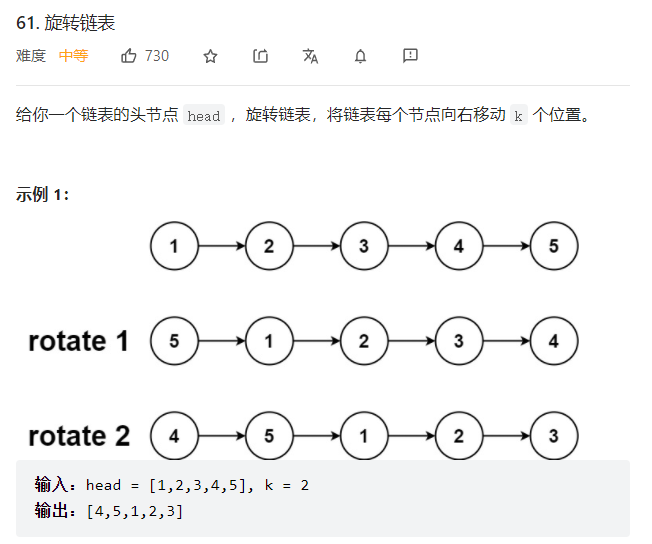 61. 旋转链表
难度 中等 730
给你一个链表的头节点 head ，旋转链表，将链表每个节点向右移动 k 个位置。
示例 1：
1 2 3 4 5
rotate 1 5 1 2 3 4
rotate 2 4 5 1 2 3
输入：head = [1,2,3,4,5], k = 2
输出：[4,5,1,2,3]